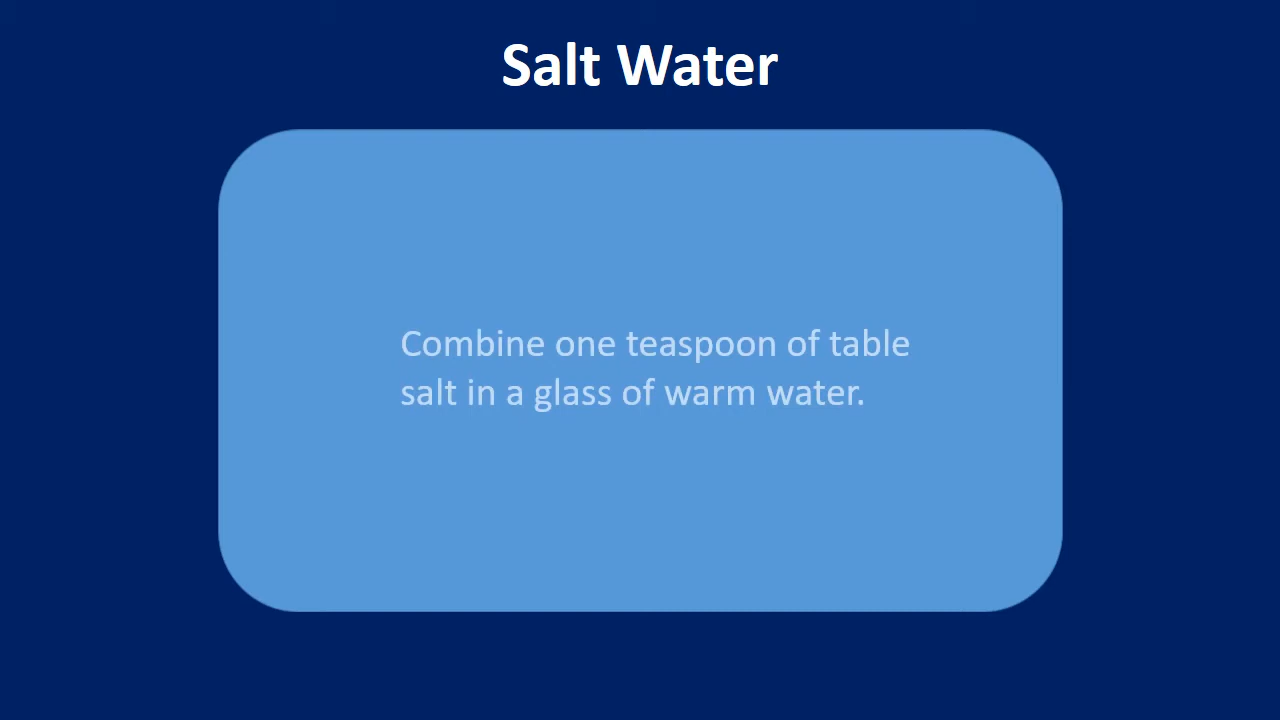 Salt Water
Combine one teaspoon of table
salt in a glass of warm water.